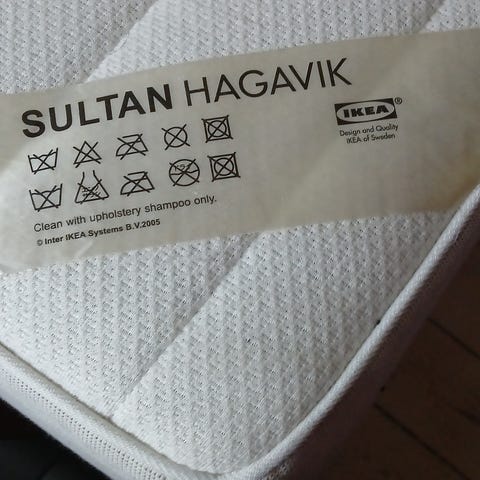 SULTAN HAGAVIK
IKEA®
Design and Quality
IKEA of Sweden
Clean with upholstery shampoo only.
© Inter IKEA Systems B.V.2005